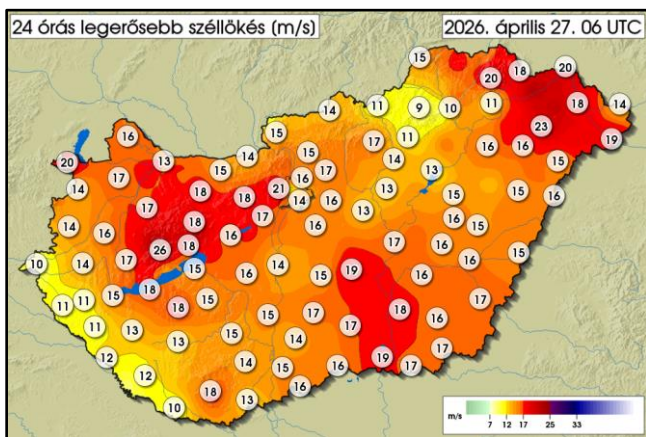 24 órás legerősebb széllökés (m/s) 2026. április 27. 06 UTC
15
20 18 20
14 11 9 10 11 18 14
16 15 17 11 23 19
20 13 15 14 15 14 16 16 15
14 17 18 18 21 16 17 13 13 15 16
17 14 16 13 15
14 16 18 17 15 16 15
26 18 16 17 16 15
10 14 17 15 16 14 15 19 16
11 11 15 18 15 17
11 13 18 15 17 18 16
13 15 14 17 17
12 14 15 16 19 17
12 18 16
10 13
m/s 7 12 17 25 33